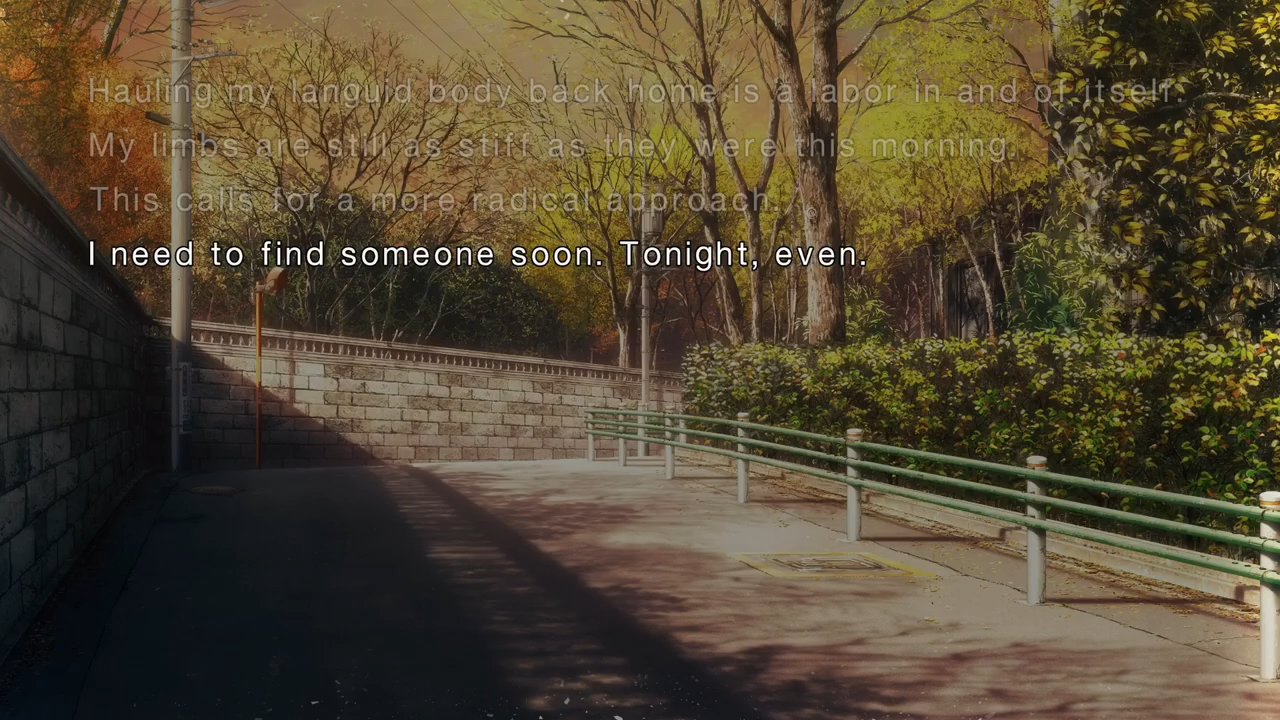 Hauling my languid body back home is a labor in and of itself.
My limbs are still as stiff as they were this morning.
This calls for a more radical approach.
I need to find someone soon. Tonight, even.